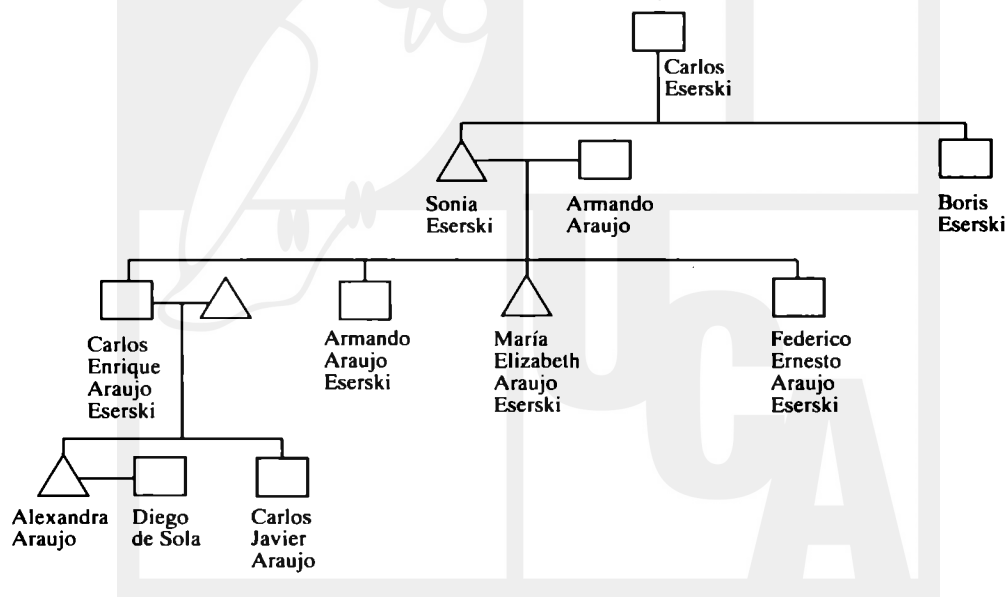 Carlos
Eserski
Sonia
Eserski
Armando
Araujo
Boris
Eserski
Carlos
Enrique
Araujo
Eserski
Armando
Araujo
Eserski
María
Elizabeth
Araujo
Eserski
Federico
Ernesto
Araujo
Eserski
Alexandra
Araujo
Diego
de Sola
Carlos
Javier
Araujo
UCA